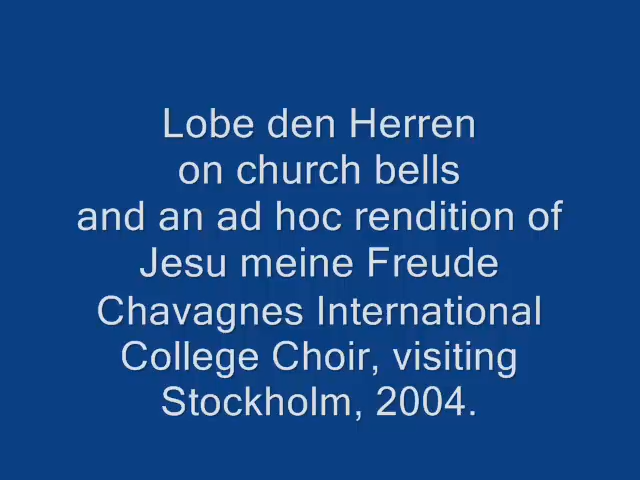 Lobe den Herren
on church bells
and an ad hoc rendition of
Jesu meine Freude
Chavagnes International
College Choir, visiting
Stockholm, 2004.